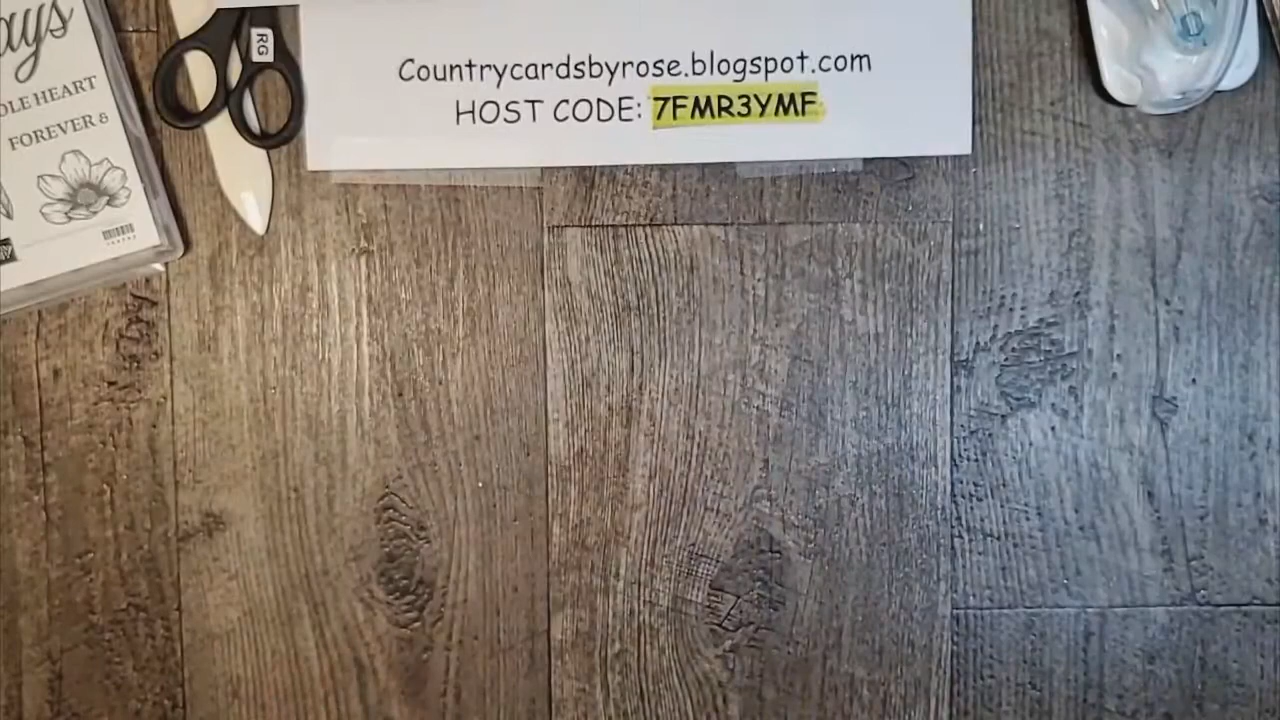 ays
OLE HEART
FOREVER &
RG
Countrycardsbyrose.blogspot.com
HOST CODE: 7FMR3YMF